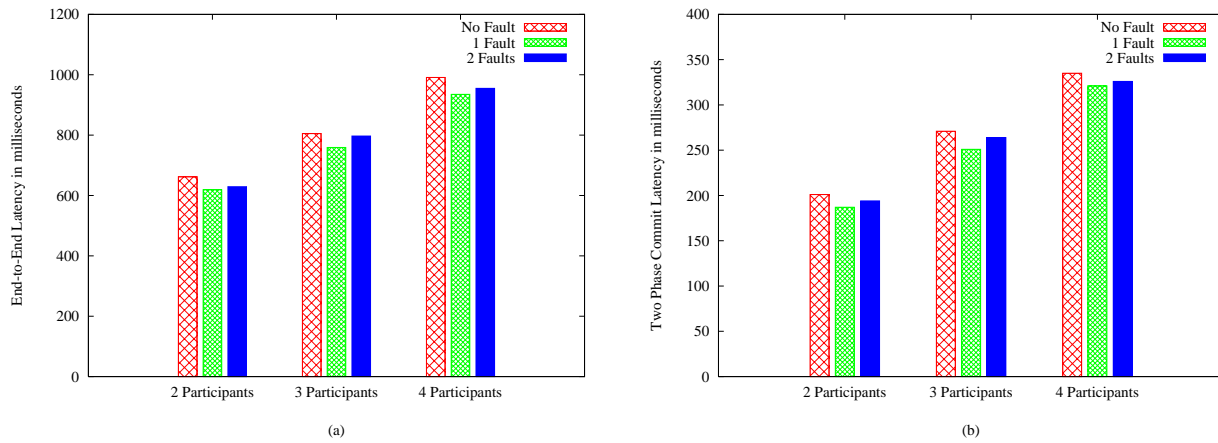 1200
1000
800
600
400
200
0
End-to-End Latency in milliseconds
No Fault
1 Fault
2 Faults
2 Participants
3 Participants
4 Participants
(a)
400
350
300
250
200
150
100
50
0
Two Phase Commit Latency in milliseconds
No Fault
1 Fault
2 Faults
2 Participants
3 Participants
4 Participants
(b)